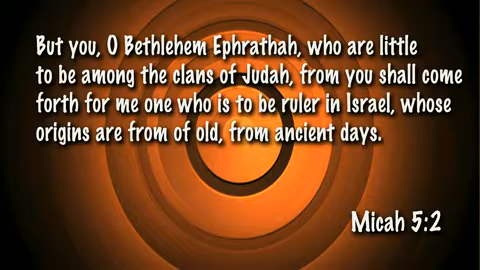 But you, O Bethlehem Ephrathah, who are little
to be among the clans of Judah, from you shall come
forth for me one who is to be ruler in Israel, whose
origins are from of old, from ancient days.
Micah 5:2